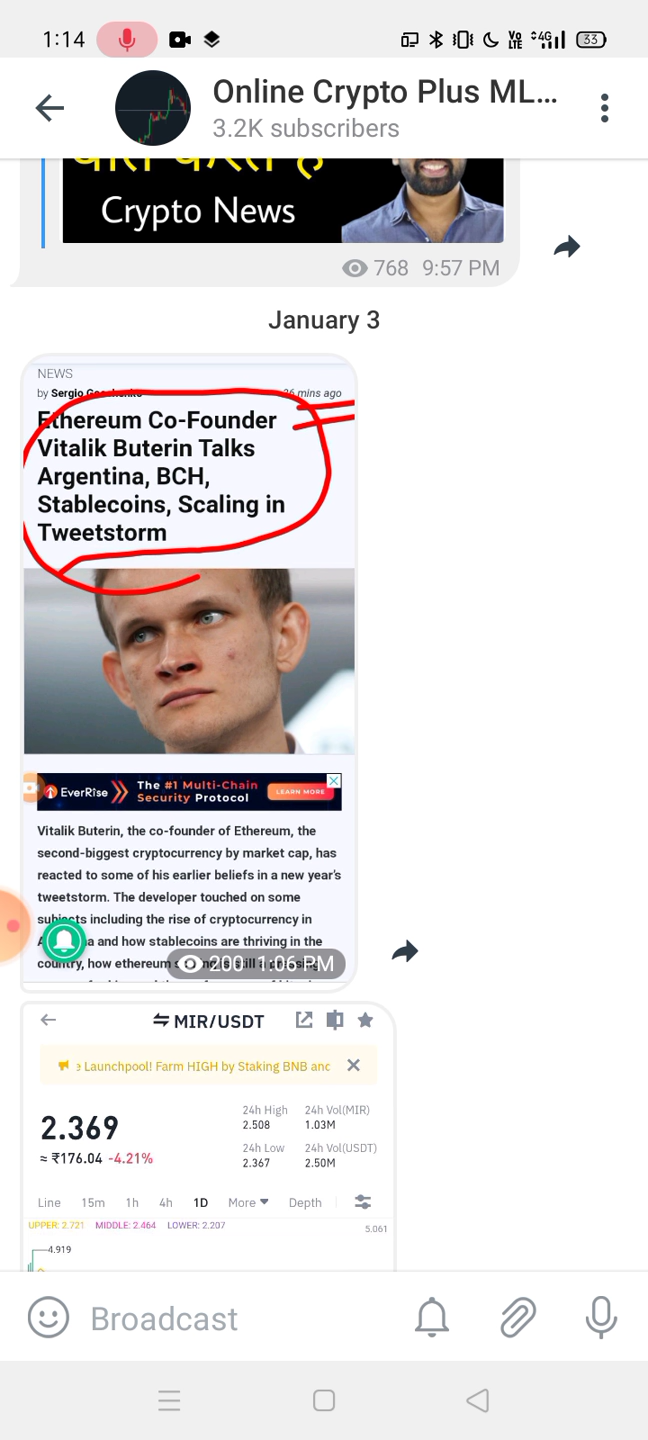 1:14
Vo LTE 4G 33
Online Crypto Plus ML...
3.2K subscribers
Crypto News
768 9:57 PM
January 3
NEWS
by Sergio mins ago
Ethereum Co-Founder
Vitalik Buterin Talks
Argentina, BCH,
Stablecoins, Scaling in
Tweetstorm
EverRise The #1 Multi-Chain
Security Protocol
LEARN MORE
Vitalik Buterin, the co-founder of Ethereum, the
second-biggest cryptocurrency by market cap, has
reacted to some of his earlier beliefs in a new year's
tweetstorm. The developer touched on some
subjects including the rise of cryptocurrency in
and how stablecoins are thriving in the
country, how ethereum
200 1:06 PM
MIR/USDT
e Launchpool! Farm HIGH by Staking BNB and
2.369
≈ ₹176.04 -4.21%
24h High 24h Vol(MIR)
2.508 1.03M
24h Low 24h Vol(USDT)
2.367 2.50M
Line 15m 1h 4h 1D More Depth
UPPER: 2.721 MIDDLE: 2.464 LOWER: 2.207
5.061
4.919
Broadcast